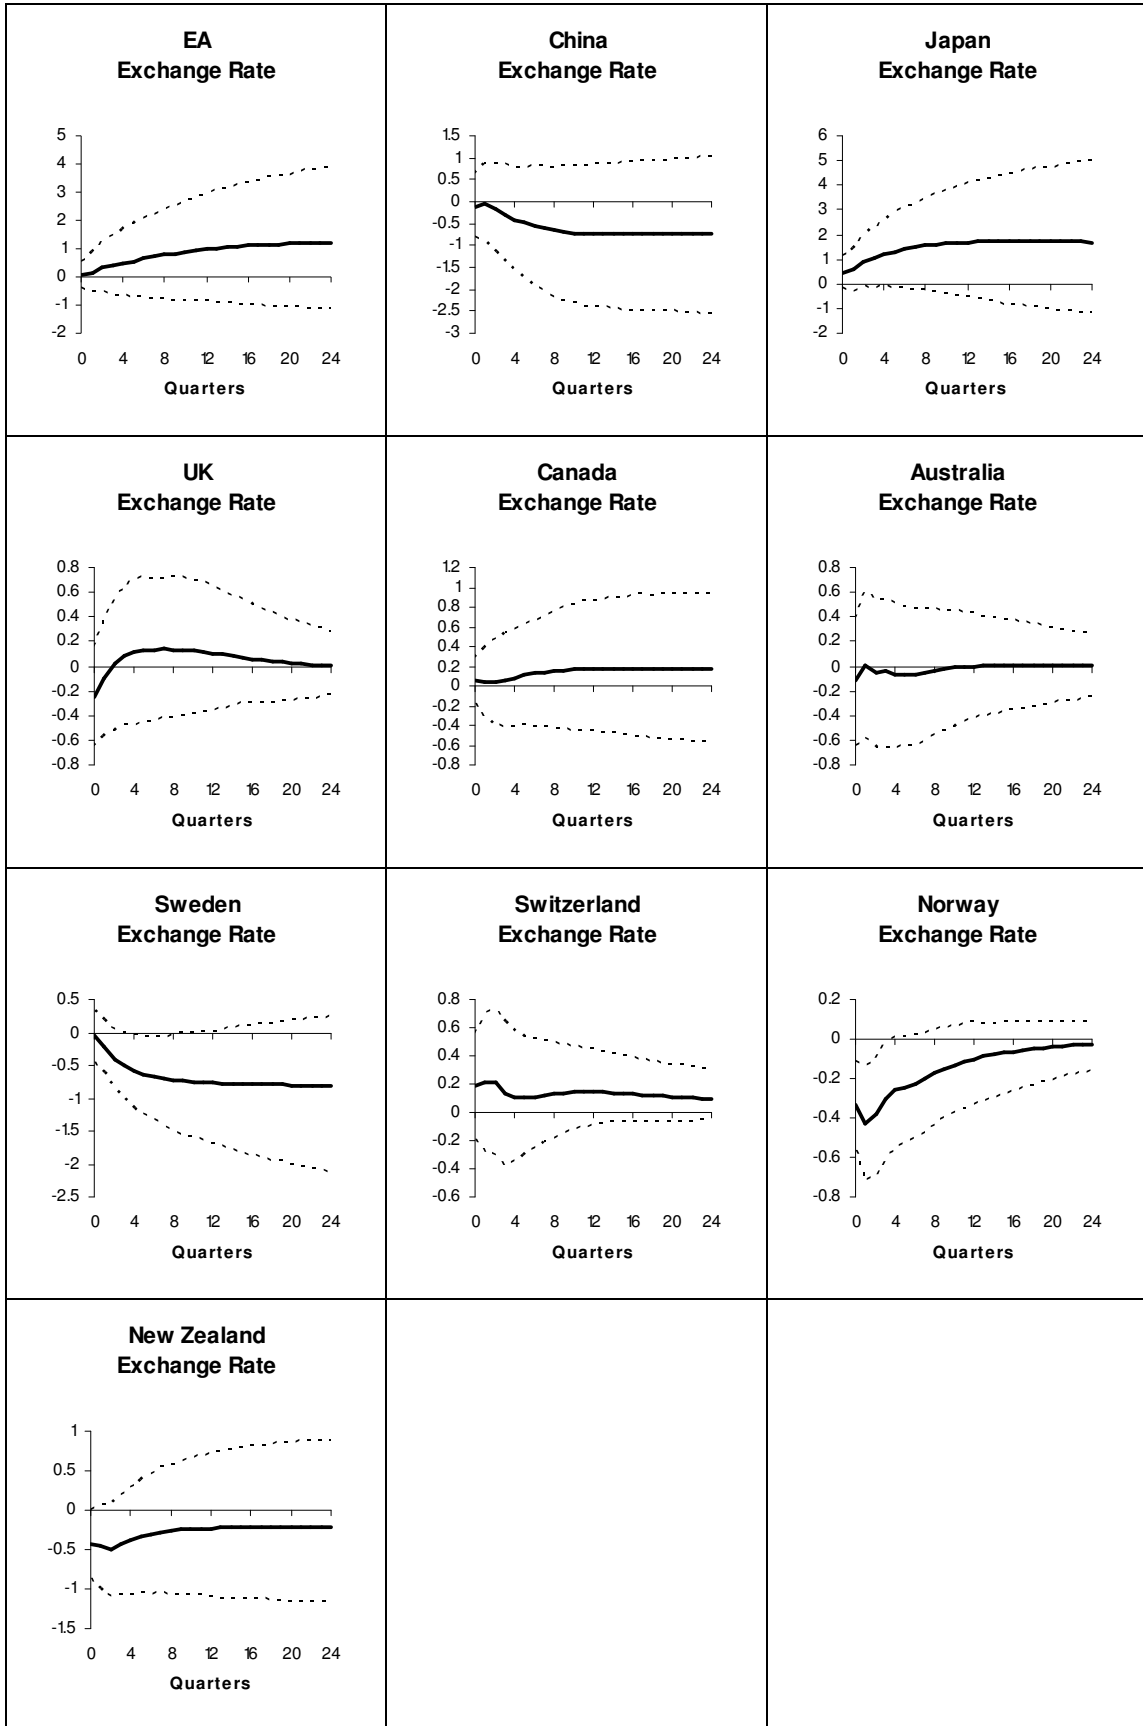 EA
Exchange Rate
5
4
3
2
1
0
-1
-2
0 4 8 12 16 20 24
Quarters
China
Exchange Rate
1.5
1
0.5
0
-0.5
-1
-1.5
-2
-2.5
-3
0 4 8 12 16 20 24
Quarters
Japan
Exchange Rate
6
5
4
3
2
1
0
-1
-2
0 4 8 12 16 20 24
Quarters
UK
Exchange Rate
0.8
0.6
0.4
0.2
0
-0.2
-0.4
-0.6
-0.8
0 4 8 12 16 20 24
Quarters
Canada
Exchange Rate
1.2
1
0.8
0.6
0.4
0.2
0
-0.2
-0.4
-0.6
-0.8
0 4 8 12 16 20 24
Quarters
Australia
Exchange Rate
0.8
0.6
0.4
0.2
0
-0.2
-0.4
-0.6
-0.8
0 4 8 12 16 20 24
Quarters
Sweden
Exchange Rate
0.5
0
-0.5
-1
-1.5
-2
-2.5
0 4 8 12 16 20 24
Quarters
Switzerland
Exchange Rate
0.8
0.6
0.4
0.2
0
-0.2
-0.4
-0.6
0 4 8 12 16 20 24
Quarters
Norway
Exchange Rate
0.2
0
-0.2
-0.4
-0.6
-0.8
0 4 8 12 16 20 24
Quarters
New Zealand
Exchange Rate
1
0.5
0
-0.5
-1
-1.5
0 4 8 12 16 20 24
Quarters